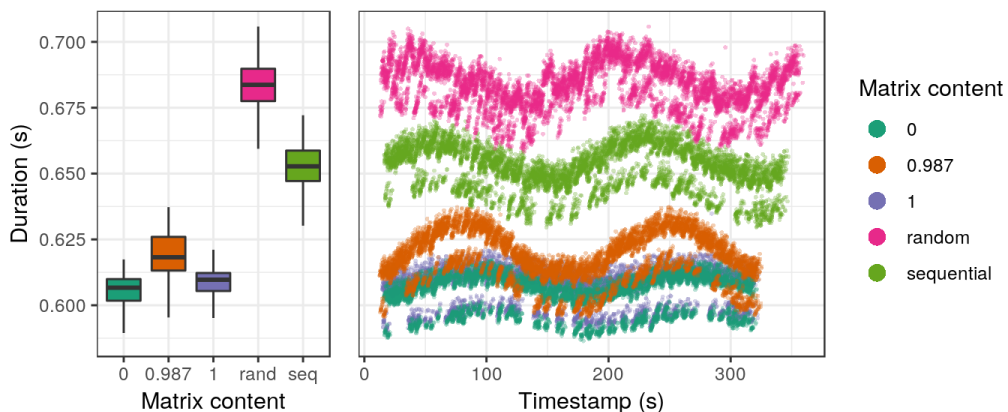 Duration (s)
0.700
0.675
0.650
0.625
0.600
0 0.987 1 rand seq
Matrix content
0 100 200 300
Timestamp (s)
Matrix content
0
0.987
1
random
sequential